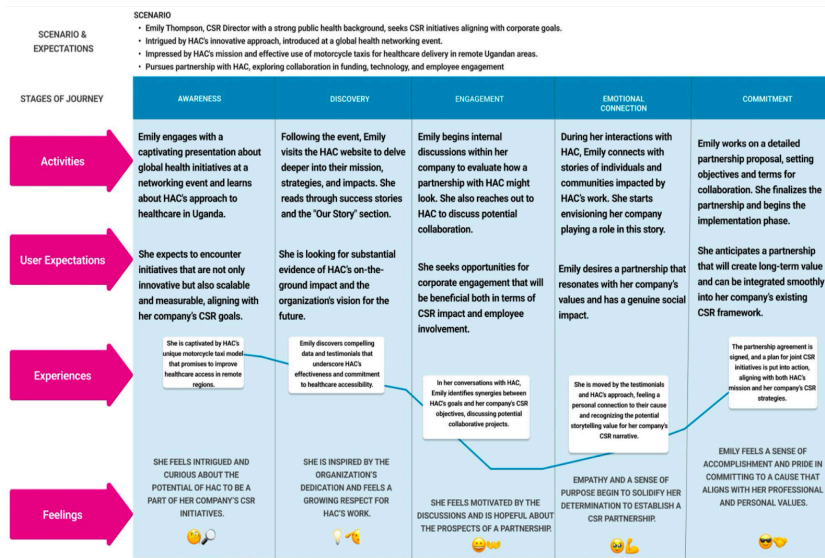 SCENARIO & EXPECTATIONS
SCENARIO
• Emily Thompson, CSR Director with a strong public health background, seeks CSR initiatives aligning with corporate goals.
• Intrigued by HAC's innovative approach, introduced at a global health networking event.
• Impressed by HAC's mission and effective use of motorcycle taxis for healthcare delivery in remote Ugandan areas.
• Pursues partnership with HAC, exploring collaboration in funding, technology, and employee engagement
STAGES OF JOURNEY
AWARENESS
DISCOVERY
ENGAGEMENT
EMOTIONAL
CONNECTION
COMMITMENT
Activities
Emily engages with a
captivating presentation about
global health initiatives at a
networking event and learns
about HAC's approach to
healthcare in Uganda.
Following the event, Emily
visits the HAC website to delve
deeper into their mission,
strategies, and impacts. She
reads through success stories
and the "Our Story" section.
Emily begins internal
discussions within her
company to evaluate how a
partnership with HAC might
look. She also reaches out to
HAC to discuss potential
collaboration.
During her interactions with
HAC, Emily connects with
stories of individuals and
communities impacted by
HAC's work. She starts
envisioning her company
playing a role in this story.
Emily works on a detailed
partnership proposal, setting
objectives and terms for
collaboration. She finalizes the
partnership and begins the
implementation phase.
User Expectations
She expects to encounter
initiatives that are not only
innovative but also scalable
and measurable, aligning with
her company's CSR goals.
She is looking for substantial
evidence of HAC's on-the-
ground impact and the
organization's vision for the
future.
She seeks opportunities for
corporate engagement that will
be beneficial both in terms of
CSR impact and employee
involvement.
Emily desires a partnership that
resonates with her company's
values and has a genuine social
impact.
She anticipates a partnership
that will create long-term value
and can be integrated smoothly
into her company's existing
CSR framework.
Experiences
She is captivated by HAC's
unique motorcycle taxi model
that promises to improve
healthcare access in remote
regions.
Emily discovers compelling
data and testimonials that
underscore HAC's
effectiveness and commitment
to healthcare accessibility.
In her conversations with HAC,
Emily identifies synergies between
HAC's goals and her company's CSR
objectives, discussing potential
collaborative projects.
She is moved by the testimonials
and HAC's approach, feeling a
personal connection to their cause
and recognizing the potential
storytelling value for her company's
CSR narrative.
The partnership agreement is
signed, and a plan for joint CSR
initiatives is put into action,
aligning with both HAC's
mission and her company's CSR
strategies.
Feelings
SHE FEELS INTRIGUED AND
CURIOUS ABOUT THE
POTENTIAL OF HAC TO BE A
PART OF HER COMPANY'S CSR
INITIATIVES.
SHE IS INSPIRED BY THE
ORGANIZATION'S
DEDICATION AND FEELS A
GROWING RESPECT FOR
HAC'S WORK.
SHE FEELS MOTIVATED BY THE
DISCUSSIONS AND IS HOPEFUL ABOUT
THE PROSPECTS OF A PARTNERSHIP.
EMPATHY AND A SENSE OF
PURPOSE BEGIN TO SOLIDIFY HER
DETERMINATION TO ESTABLISH A
CSR PARTNERSHIP.
EMILY FEELS A SENSE OF
ACCOMPLISHMENT AND PRIDE IN
COMMITTING TO A CAUSE THAT
ALIGNS WITH HER PROFESSIONAL
AND PERSONAL VALUES.